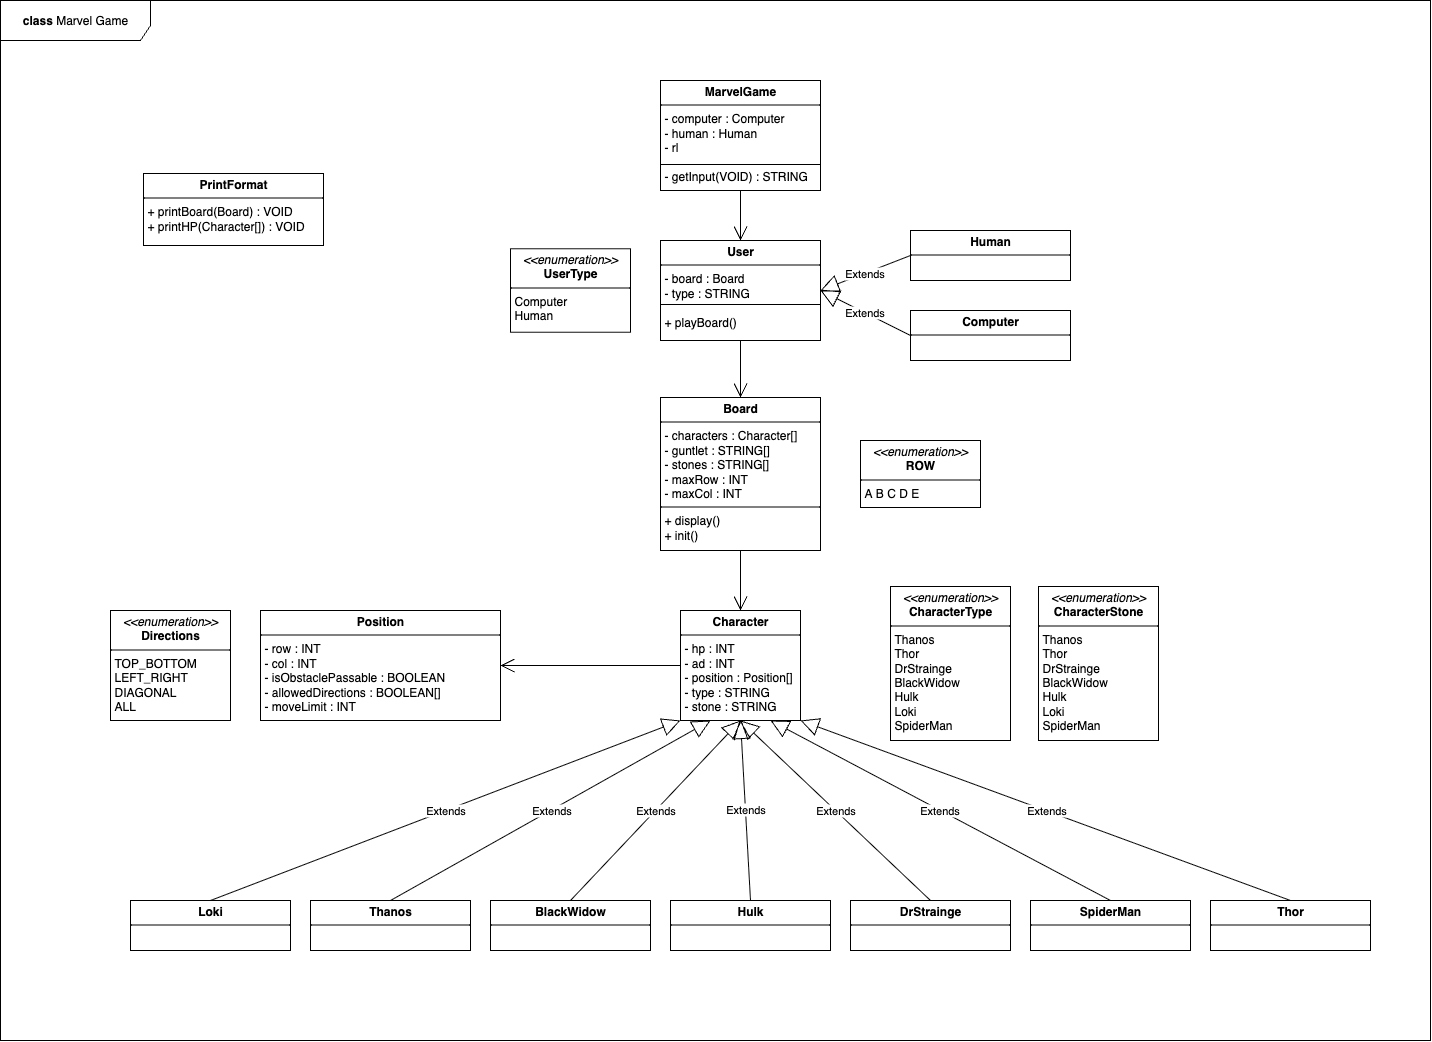 class Marvel Game
MarvelGame
- computer : Computer
- human : Human
- rl
- getInput(VOID) : STRING
PrintFormat
+ printBoard(Board) : VOID
+ printHP(Character[]) : VOID
<<enumeration>>
UserType
Computer
Human
User
- board : Board
- type : STRING
+ playBoard()
Extends
Extends
Human
Computer
Board
- characters : Character[]
- guntlet : STRING[]
- stones : STRING[]
- maxRow : INT
- maxCol : INT
+ display()
+ init()
<<enumeration>>
ROW
A B C D E
<<enumeration>>
Directions
TOP_BOTTOM
LEFT_RIGHT
DIAGONAL
ALL
Position
- row : INT
- col : INT
- isObstaclePassable : BOOLEAN
- allowedDirections : BOOLEAN[]
- moveLimit : INT
Character
- hp : INT
- ad : INT
- position : Position[]
- type : STRING
- stone : STRING
<<enumeration>>
CharacterType
Thanos
Thor
DrStrainge
BlackWidow
Hulk
Loki
SpiderMan
<<enumeration>>
CharacterStone
Thanos
Thor
DrStrainge
BlackWidow
Hulk
Loki
SpiderMan
Extends
Extends
Extends
Extends
Extends
Extends
Extends
Loki
Thanos
BlackWidow
Hulk
DrStrainge
SpiderMan
Thor